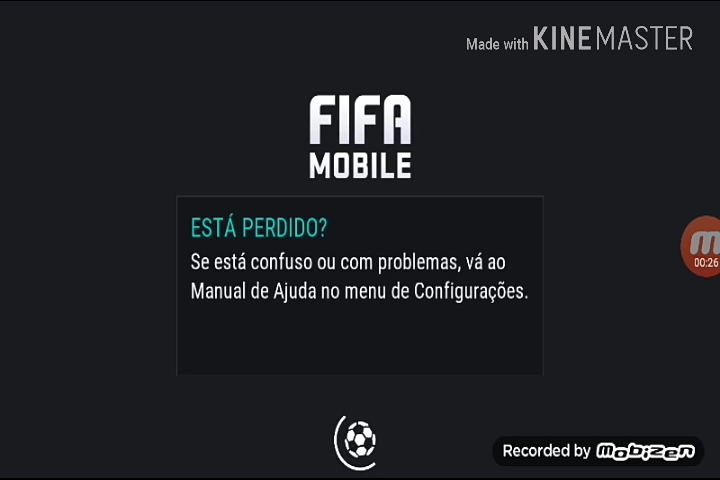 Made with KINEMASTER
FIFA
MOBILE
ESTÁ PERDIDO?
Se está confuso ou com problemas, vá ao
Manual de Ajuda no menu de Configurações.
00:26
Recorded by Mobizen